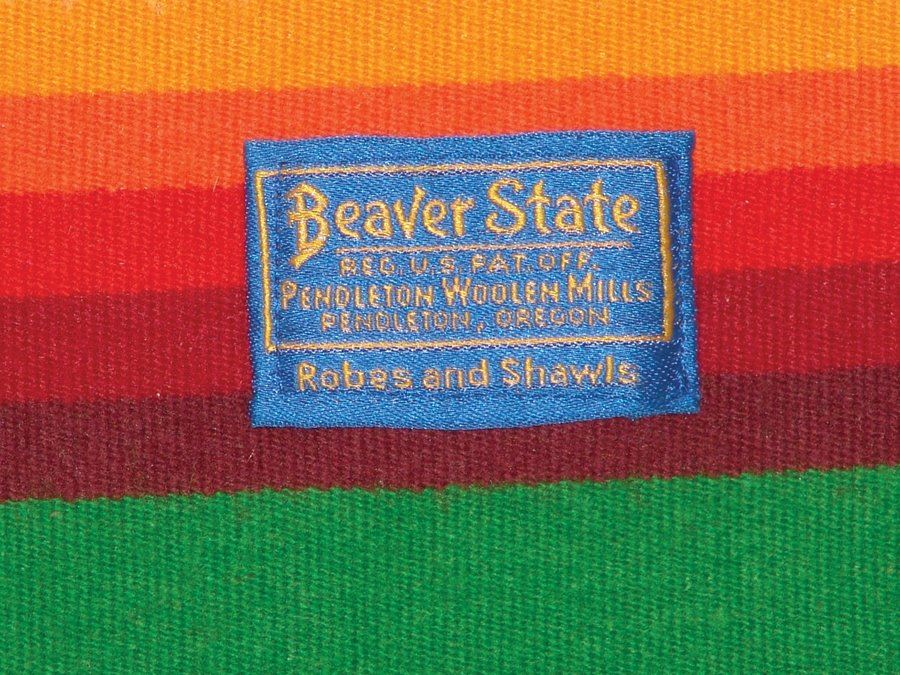 Beaver State
REG. U.S. PAT. OFF.
PENDLETON WOOLEN MILLS
PENDLETON, OREGON
Robes and Shawls